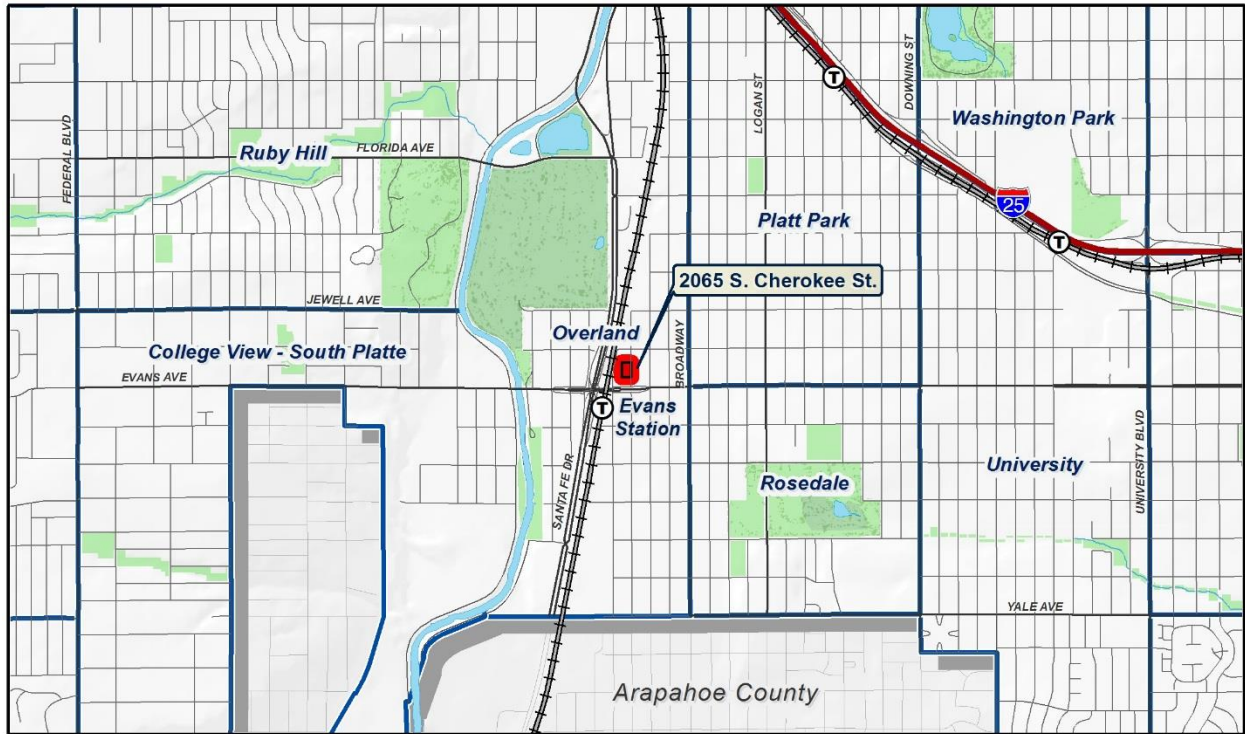 FEDERAL BLVD
Ruby Hill
FLORIDA AVE
LOGAN ST
DOWNING ST
Washington Park
25
Platt Park
T
T
2065 S. Cherokee St.
JEWELL AVE
Overland
BROADWAY
College View - South Platte
EVANS AVE
T
Evans
Station
SANTA FE DR
Rosedale
University
UNIVERSITY BLVD
YALE AVE
Arapahoe County